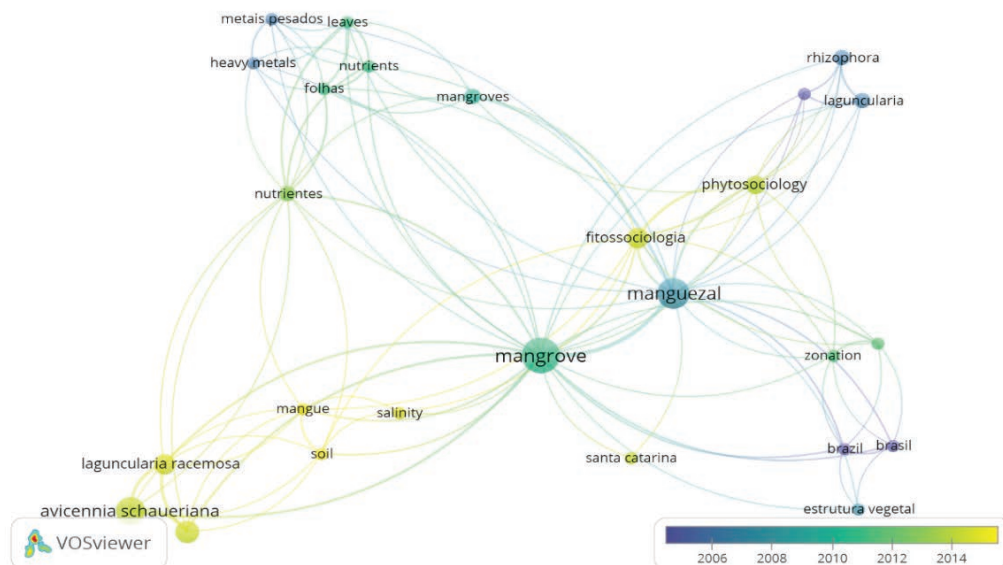 metais pesados
leaves
heavy metals
nutrients
folhas
mangroves
rhizophora
laguncularia
phytosociology
nutrientes
fitossociologia
manguezal
mangrove
zonation
mangue
salinity
soil
santa catarina
brazil
brasil
laguncularia racemosa
avicennia schaueriana
estrutura vegetal
VOSviewer
2006 2008 2010 2012 2014